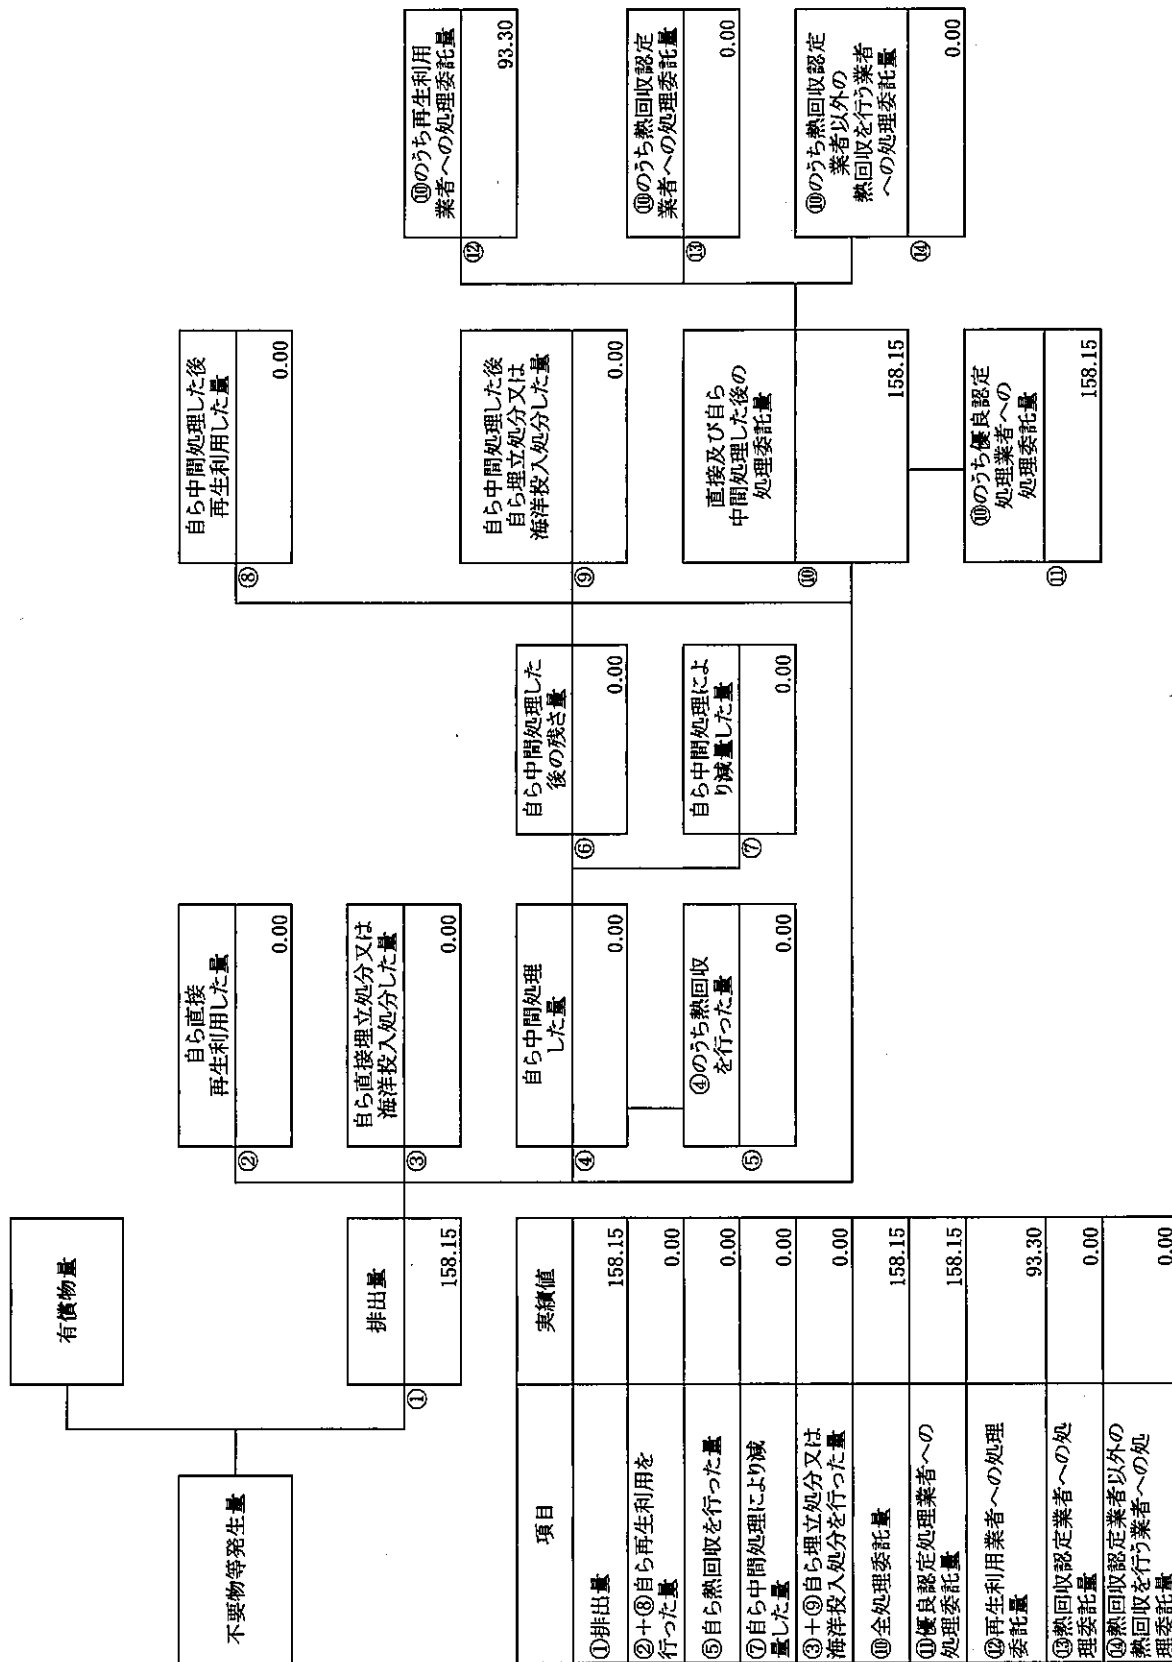 不要物等発生量
有償物量
排出量
①
158.15
自ら直接
再生利用した量
②
0.00
自ら直接埋立処分又は
海洋投入処分した量
③
0.00
自ら中間処理
した量
④
0.00
④のうち熱回収
を行った量
⑤
0.00
自ら中間処理した
後の残さ量
⑥
0.00
自ら中間処理によ
り減量した量
⑦
0.00
自ら中間処理した後
再生利用した量
⑧
0.00
自ら中間処理した後
自ら埋立処分又は
海洋投入処分した量
⑨
0.00
直接及び自ら
中間処理した後の
処理委託量
⑩
158.15
⑩のうち優良認定
処理業者への
処理委託量
⑪
158.15
⑩のうち再生利用
業者への処理委託量
⑫
93.30
⑩のうち熱回収認定
業者への処理委託量
⑬
0.00
⑩のうち熱回収認定
業者以外の
熱回収を行う業者
への処理委託量
⑭
0.00
項目 実績値
①排出量 158.15
②+⑧自ら再生利用を
行った量 0.00
⑤自ら熱回収を行った量 0.00
⑦自ら中間処理により減
量した量 0.00
③+⑨自ら埋立処分又は
海洋投入処分を行った量 0.00
⑩全処理委託量 158.15
⑪優良認定処理業者への
処理委託量 158.15
⑫再生利用業者への処理
委託量 93.30
⑬熱回収認定業者への処
理委託量 0.00
⑭熱回収認定業者以外の
熱回収を行う業者への処
理委託量 0.00